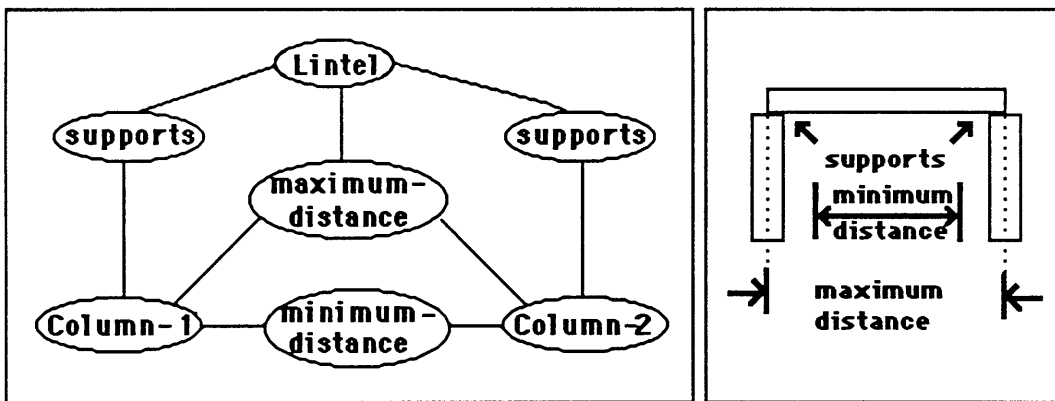 Lintel
supports
supports
maximum-
distance
Column-1
minimum-
distance
Column-2
supports
minimum
distance
maximum
distance